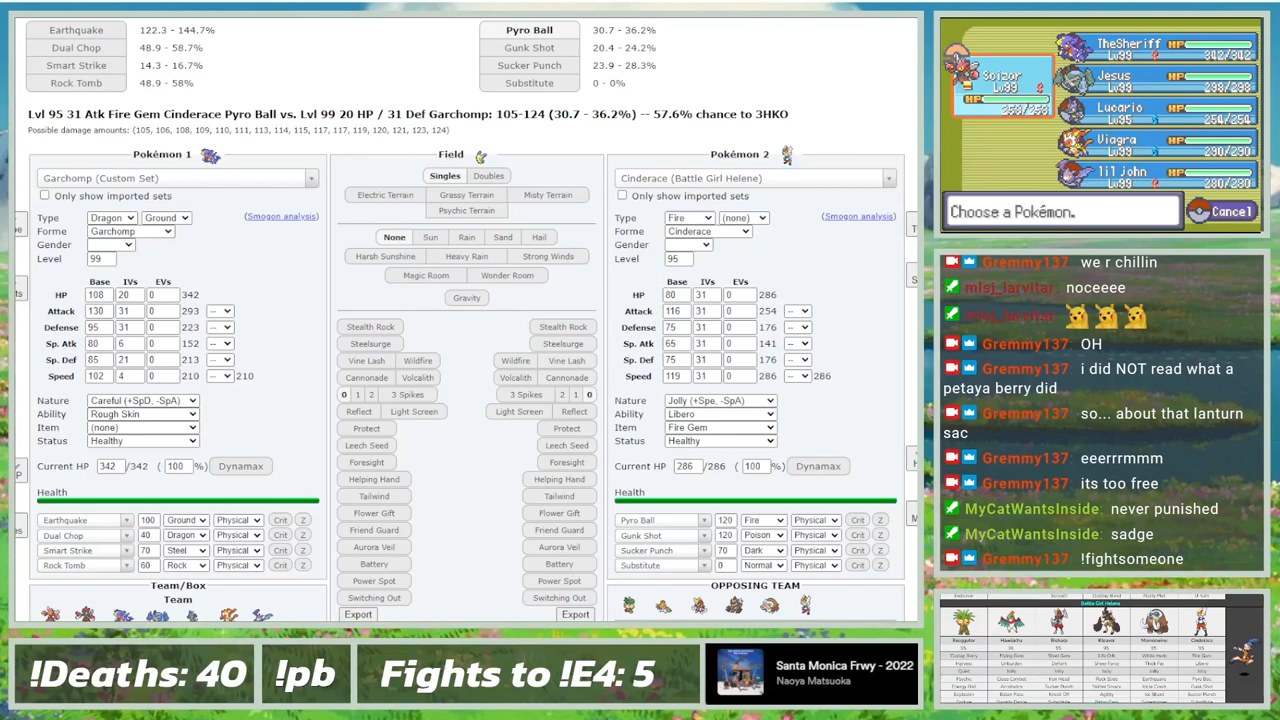 Earthquake 122.3 - 144.7%
Dual Chop 48.9 - 58.7%
Smart Strike 14.3 - 16.7%
Rock Tomb 48.9 - 58%
Pyro Ball 30.7 - 36.2%
Gunk Shot 20.4 - 24.2%
Sucker Punch 23.9 - 28.3%
Substitute 0 - 0%
Lvl 95 31 Atk Fire Gem Cinderace Pyro Ball vs. Lvl 99 20 HP / 31 Def Garchomp: 105-124 (30.7 - 36.2%) -- 57.6% chance to 3HKO
Possible damage amounts: (105, 106, 108, 109, 110, 111, 113, 114, 115, 117, 117, 119, 120, 121, 123, 124)
Pokémon 1
Garchomp (Custom Set)
Only show imported sets
Type Dragon Ground (Smogon analysis)
Forme Garchomp
Gender
Level 99
Base IVs EVs
HP 108 20 0 342
Attack 130 31 0 293 --
Defense 95 31 0 223 --
Sp. Atk 80 6 0 152 --
Sp. Def 85 21 0 213 --
Speed 102 4 0 210 -- 210
Nature Careful (+SpD, -SpA)
Ability Rough Skin
Item (none)
Status Healthy
Current HP 342 /342 ( 100 %) Dynamax
Health
Earthquake 100 Ground Physical Crit Z
Dual Chop 40 Dragon Physical Crit Z
Smart Strike 70 Steel Physical Crit Z
Rock Tomb 60 Rock Physical Crit Z
Team/Box
Team
Field
Singles Doubles
Electric Terrain Grassy Terrain Misty Terrain
Psychic Terrain
None Sun Rain Sand Hail
Harsh Sunshine Heavy Rain Strong Winds
Magic Room Wonder Room
Gravity
Stealth Rock Stealth Rock
Steelsurge Steelsurge
Vine Lash Wildfire Wildfire Vine Lash
Cannonade Volcalith Volcalith Cannonade
0 1 2 3 Spikes 3 Spikes 2 1 0
Reflect Light Screen Light Screen Reflect
Protect Protect
Leech Seed Leech Seed
Foresight Foresight
Helping Hand Helping Hand
Tailwind Tailwind
Flower Gift Flower Gift
Friend Guard Friend Guard
Aurora Veil Aurora Veil
Battery Battery
Power Spot Power Spot
Switching Out Switching Out
Export Export
Pokémon 2
Cinderace (Battle Girl Helene)
Only show imported sets
Type Fire (none) (Smogon analysis)
Forme Cinderace
Gender
Level 95
Base IVs EVs
HP 80 31 0 286
Attack 116 31 0 254 --
Defense 75 31 0 176 --
Sp. Atk 65 31 0 141 --
Sp. Def 75 31 0 176 --
Speed 119 31 0 286 -- 286
Nature Jolly (+Spe, -SpA)
Ability Libero
Item Fire Gem
Status Healthy
Current HP 286 /286 ( 100 %) Dynamax
Health
Pyro Ball 120 Fire Physical Crit Z
Gunk Shot 120 Poison Physical Crit Z
Sucker Punch 70 Dark Physical Crit Z
Substitute 0 Normal Physical Crit Z
OPPOSING TEAM
Scizor
Lv99
HP
253/253
TheSheriff HP
Lv99 342/342
Jesus HP
Lv99 298/298
Lucario HP
Lv95 254/254
Viagra HP
Lv99 290/290
lil john HP
Lv99 280/280
Choose a Pokémon.
Cancel
Gremmy137 we r chillin
mlsj_larvitar: noceeee
mlsj_larvitar:
Gremmy137 OH
Gremmy137 i did NOT read what a
petaya berry did
Gremmy137 so... about that lanturn
sac
Gremmy137 eeerrrmmm
Gremmy137 its too free
MyCatWantsInside: never punished
MyCatWantsInside: sadge
Gremmy137 !fightsomeone
Battle Girl Helene
!Deaths: 40 !pb Fights to !E4: 5
Santa Monica Frwy - 2022
Naoya Matsuoka